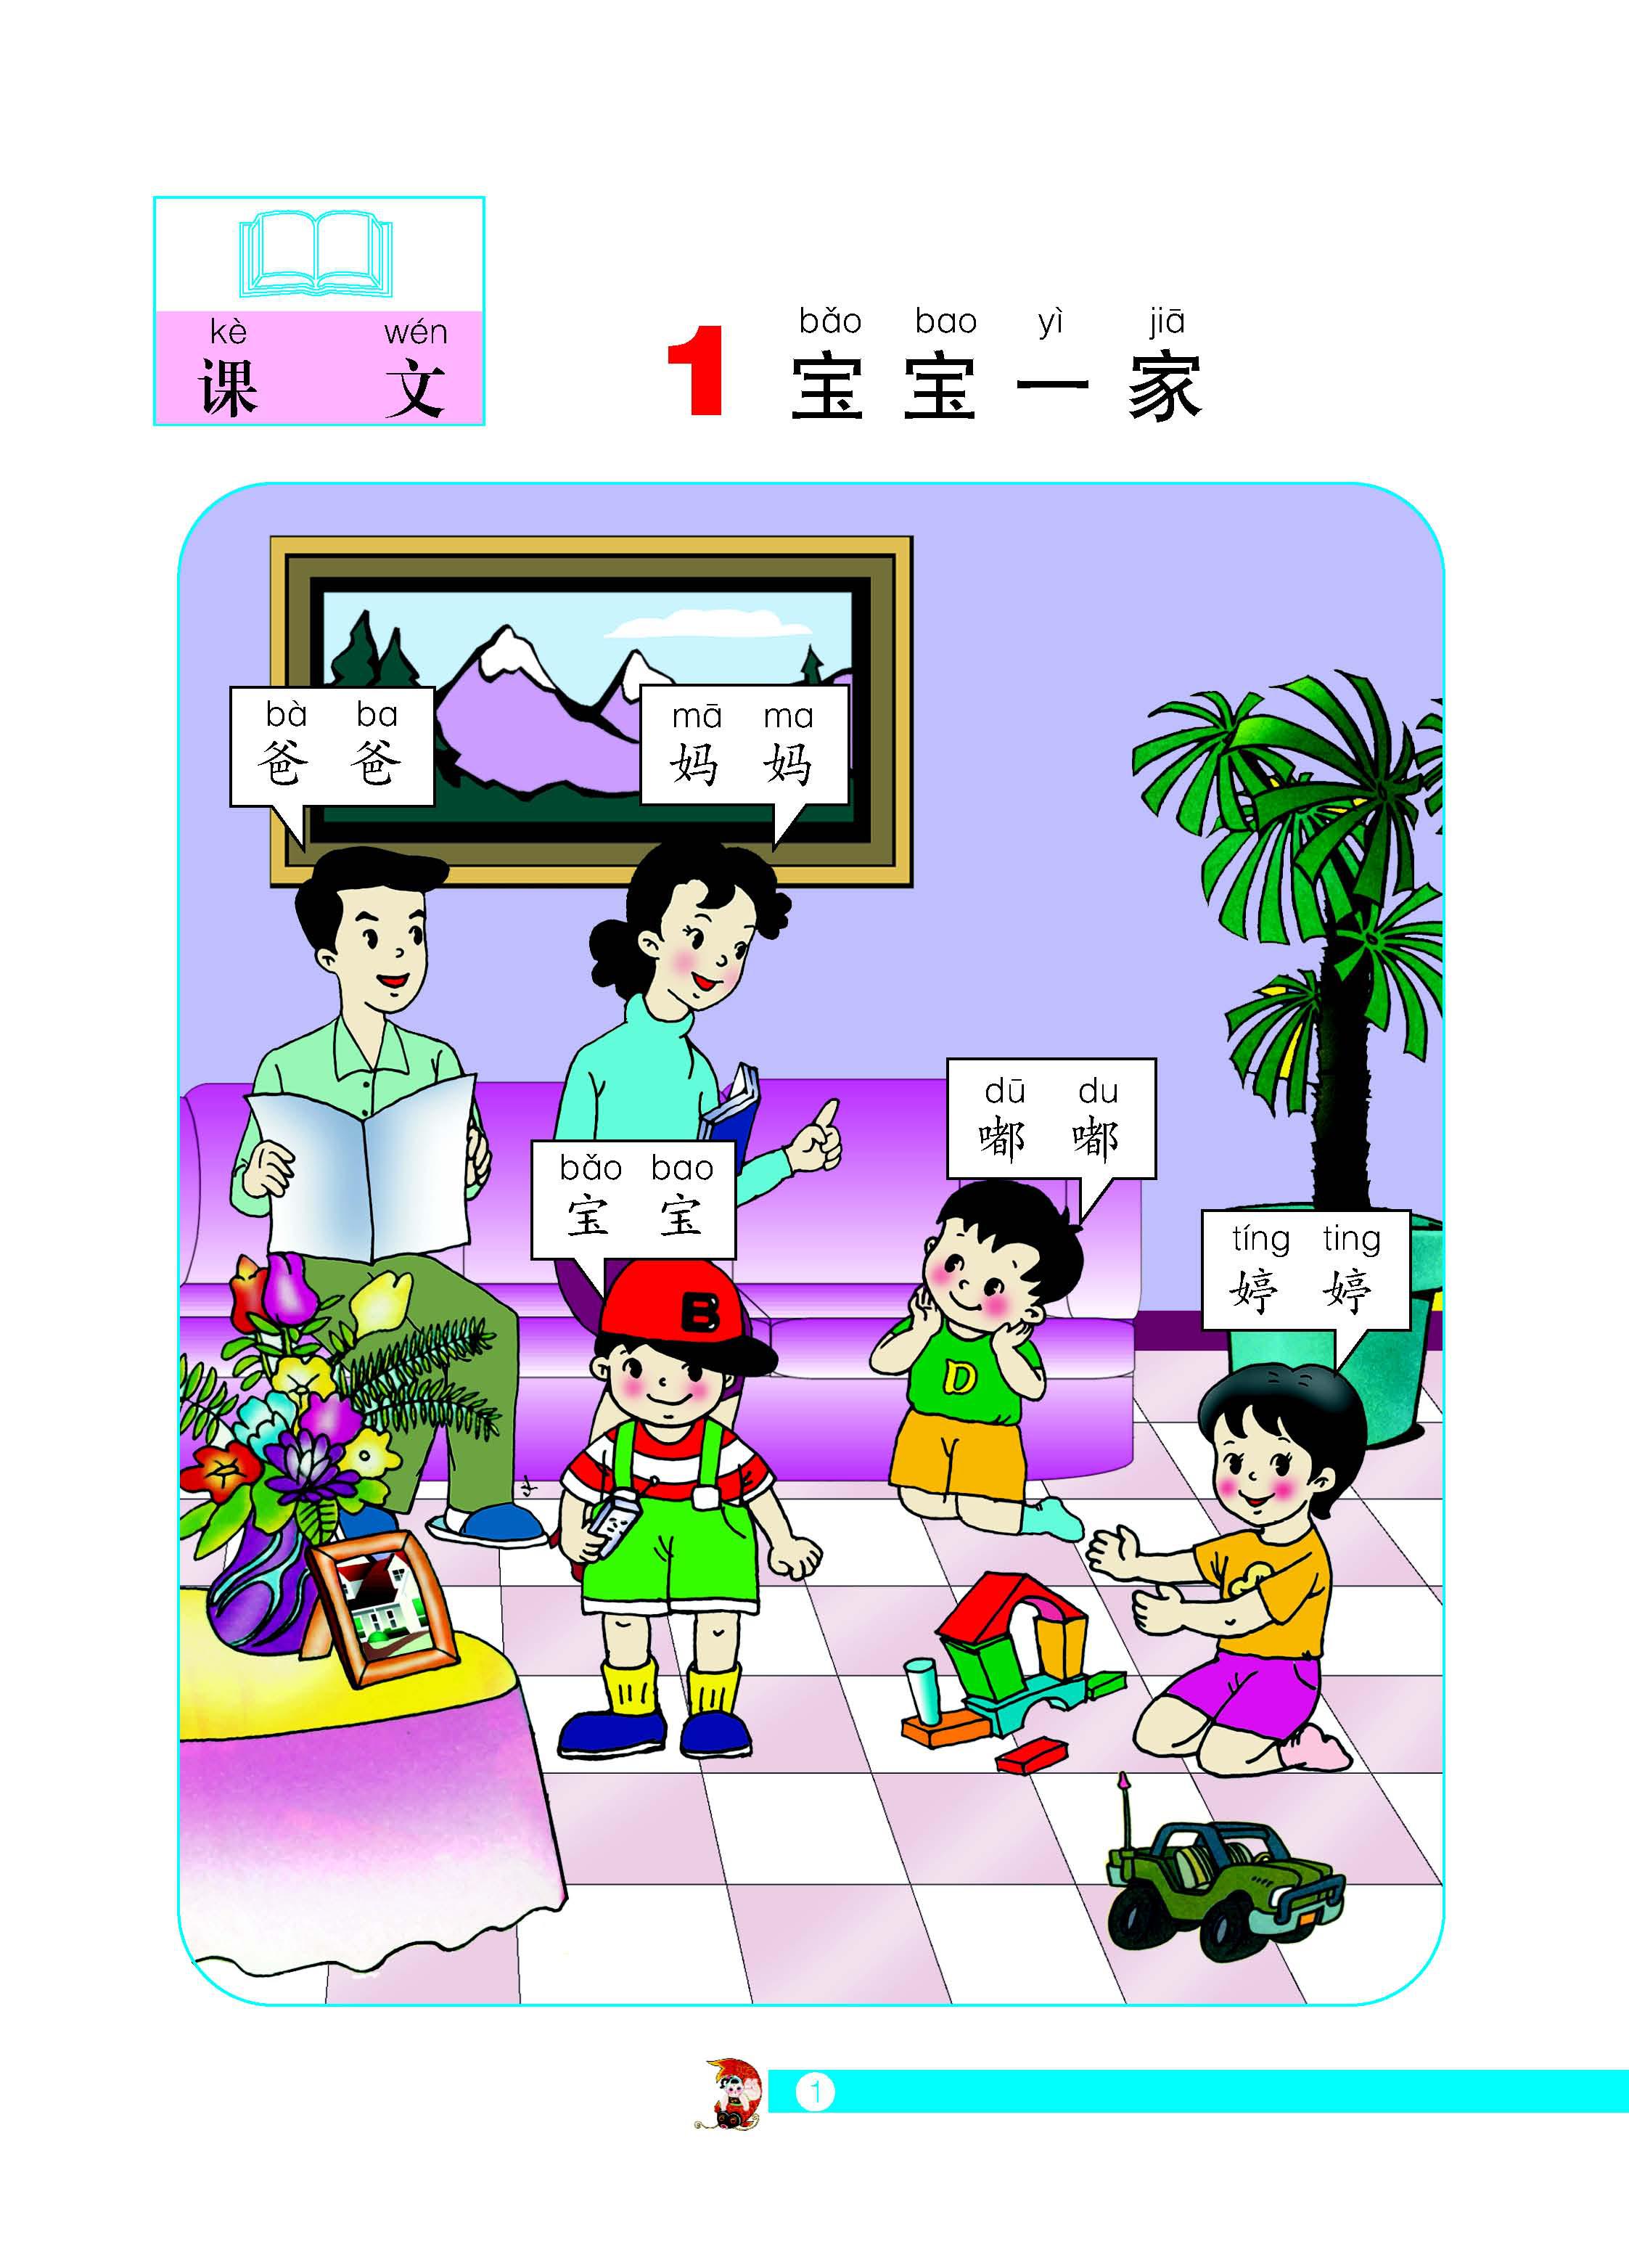 kè wén
课 文
bǎo bao yì jiā
1 宝 宝 一 家
bà ba
爸 爸
mā ma
妈 妈
dū du
嘟 嘟
bǎo bao
宝 宝
tíng ting
婷 婷
B
D
1